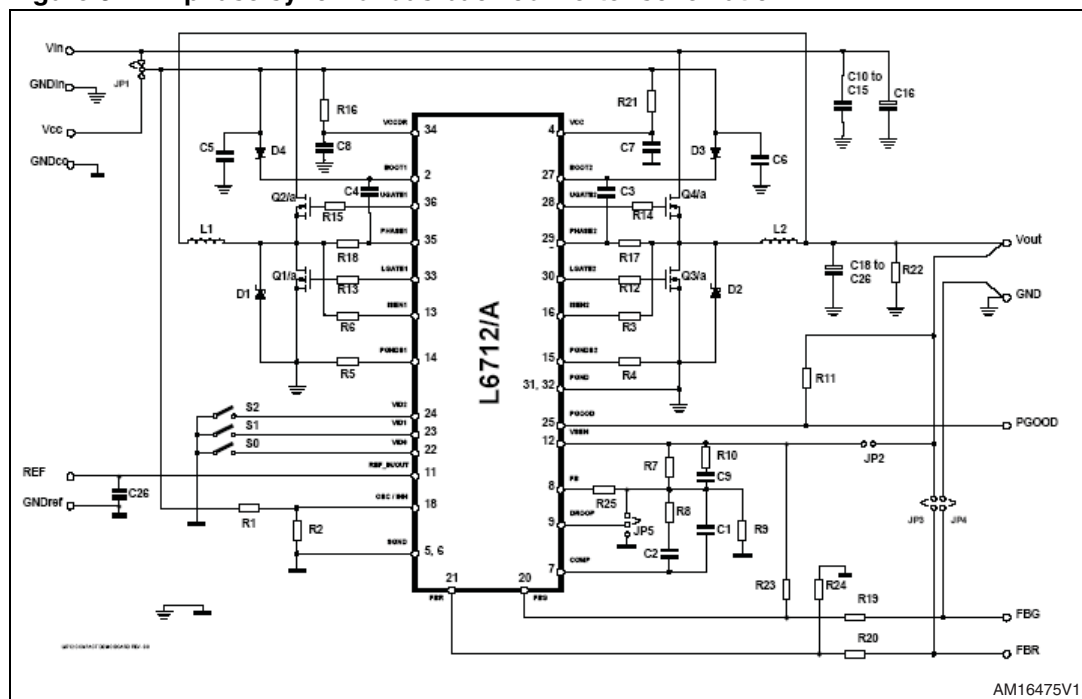 Vin
GNDin
JP1
Vcc
GNDcc
C5
D4
R16
C8
VCCDR
34
BOOT1
2
C4
Q2/a
UGATE1
36
R15
L1
PHASE1
35
R18
Q1/a
LGATE1
33
R13
D1
ISEN1
13
R6
PGNDS1
14
R5
S2
S1
S0
VID2
24
VID1
23
VID0
22
REF
REF_IN/OUT
11
GNDref
C26
OSC / INH
18
R1
R2
SGND
5, 6
L6712/A
21
FBR
20
FBG
R21
4
VCC
C7
D3
C6
C10 to
C15
C16
27
BOOT2
C3
Q4/a
28
UGATE2
R14
29
PHASE2
R17
L2
Vout
30
LGATE2
R12
Q3/a
D2
C18 to
C26
R22
GND
16
ISEN2
R3
15
PGNDS2
R4
31, 32
PGND
R11
25
PGOOD
PGOOD
12
VSEN
JP2
R7
R10
C9
8
FB
R25
R8
9
DROOP
JP5
C2
C1
R9
7
COMP
JP3
JP4
R23
R24
R19
FBG
R20
FBR
AM16475V1